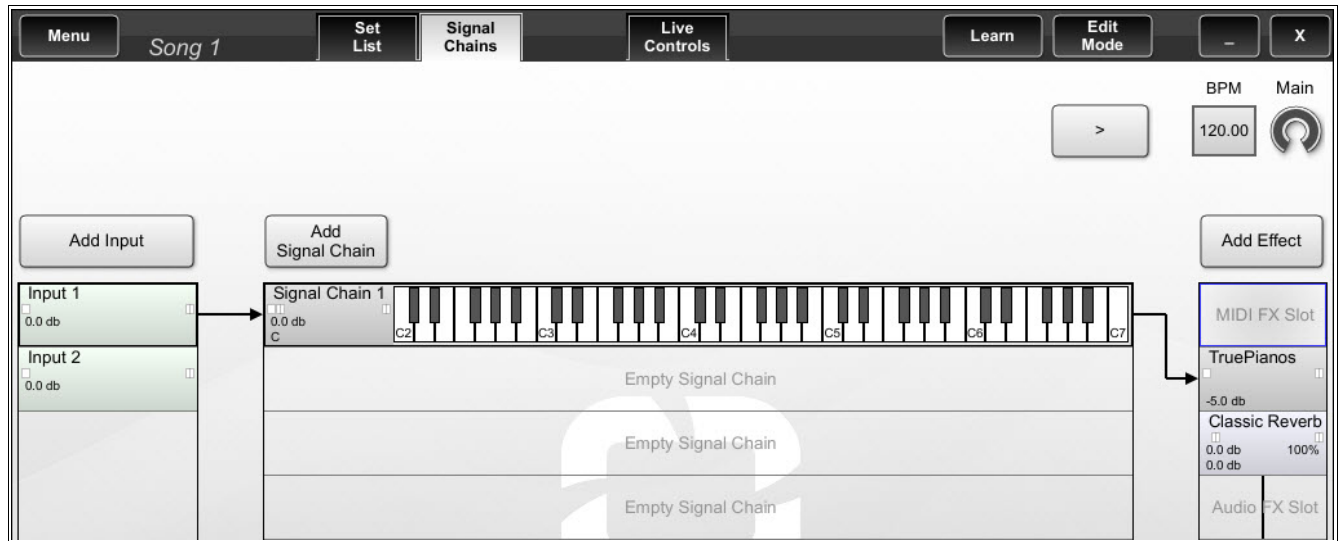 Menu
Song 1
Set
List
Signal
Chains
Live
Controls
Learn
Edit
Mode
_
X
BPM
Main
>
120.00
Add Input
Add
Signal Chain
Add Effect
Input 1
0.0 db
Signal Chain 1
0.0 db
C
C2
C3
C4
C5
C6
C7
MIDI FX Slot
Input 2
0.0 db
Empty Signal Chain
TruePianos
-5.0 db
Empty Signal Chain
Classic Reverb
0.0 db 100%
0.0 db
Empty Signal Chain
Audio FX Slot